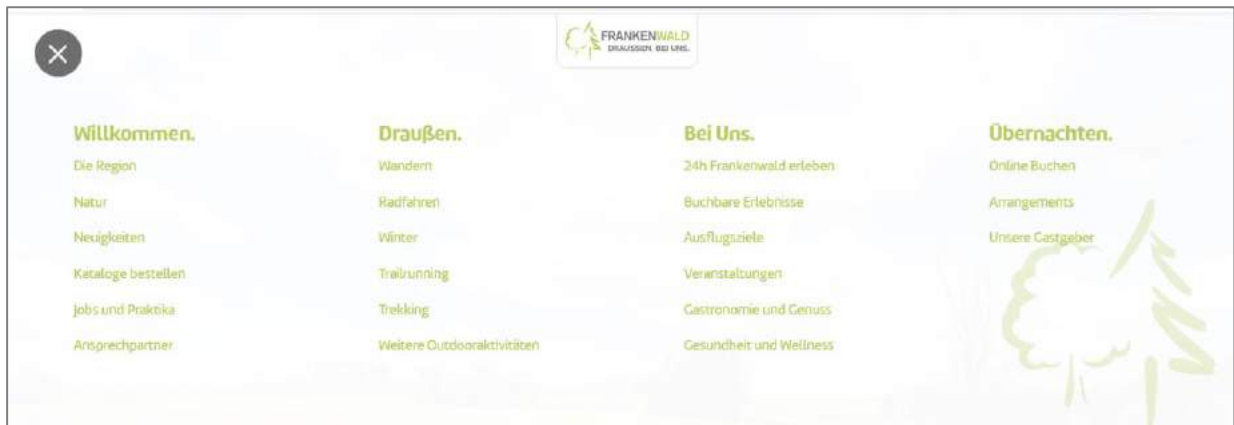 FRANKENWALD
DRAUSSEN. BEI UNS.
Willkommen.
Die Region
Natur
Neuigkeiten
Kataloge bestellen
Jobs und Praktika
Ansprechpartner
Draußen.
Wandern
Radfahren
Winter
Trailrunning
Trekking
Weitere Outdooraktivitäten
Bei Uns.
24h Frankenwald erleben
Buchbare Erlebnisse
Ausflugsziele
Veranstaltungen
Gastronomie und Genuss
Gesundheit und Wellness
Übernachten.
Online Buchen
Arrangements
Unsere Gastgeber